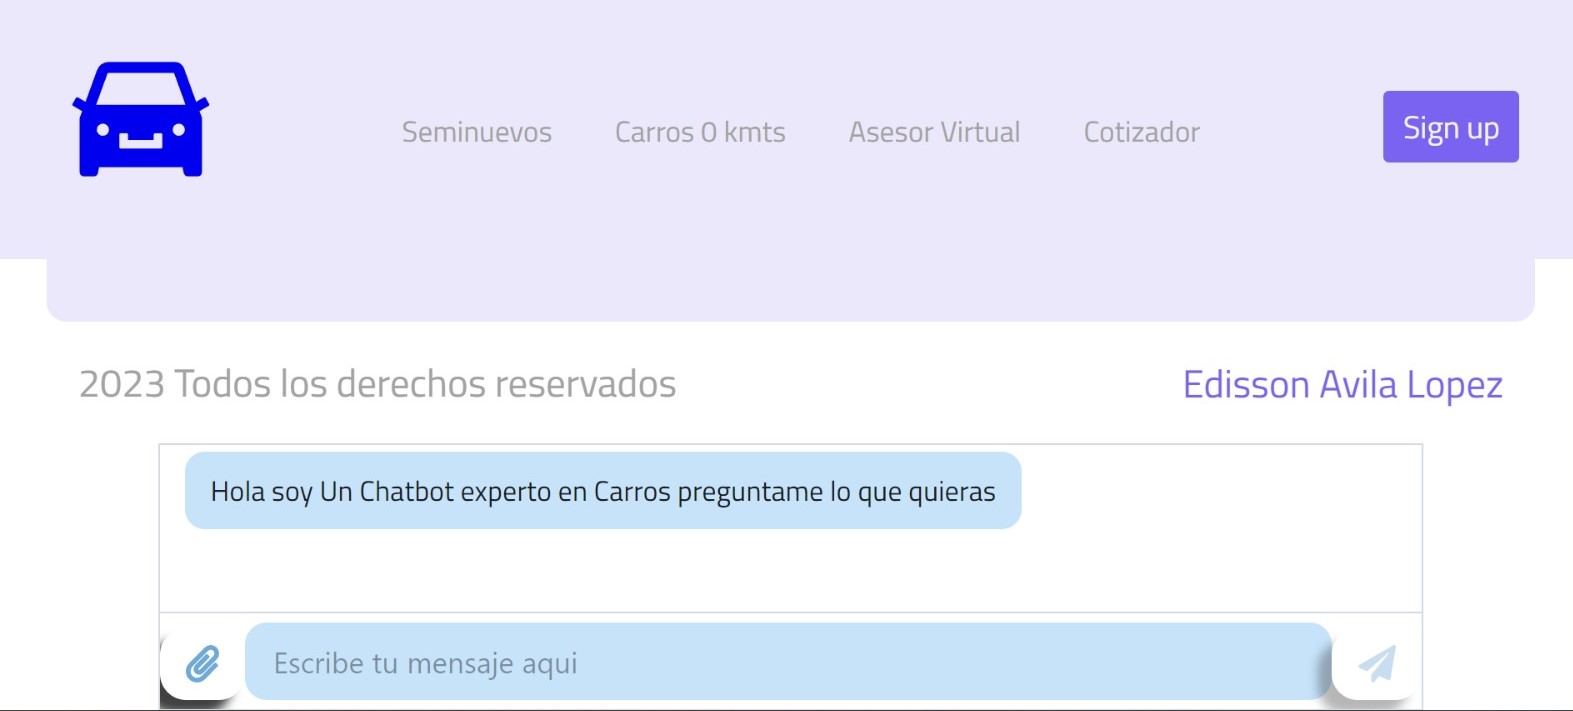 Seminuevos Carros 0 kmts Asesor Virtual Cotizador Sign up
2023 Todos los derechos reservados Edisson Avila Lopez
Hola soy Un Chatbot experto en Carros preguntame lo que quieras
Escribe tu mensaje aqui